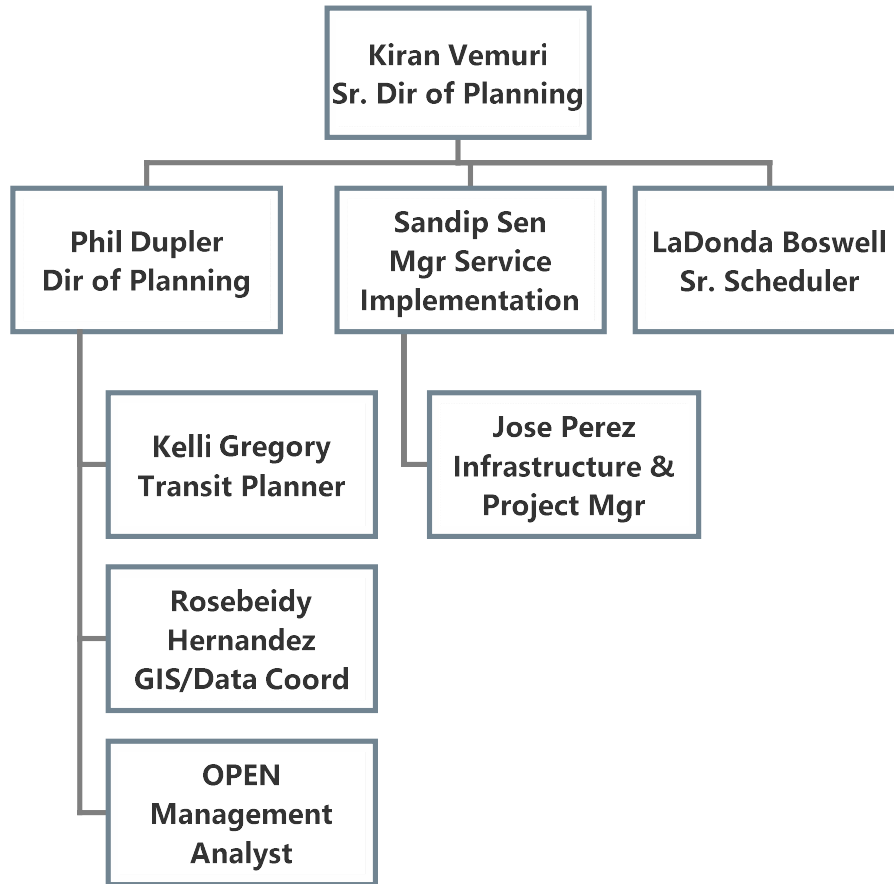 Kiran Vemuri
Sr. Dir of Planning
Phil Dupler
Dir of Planning
Sandip Sen
Mgr Service
Implementation
LaDonda Boswell
Sr. Scheduler
Kelli Gregory
Transit Planner
Jose Perez
Infrastructure &
Project Mgr
Rosebeidy
Hernandez
GIS/Data Coord
OPEN
Management
Analyst